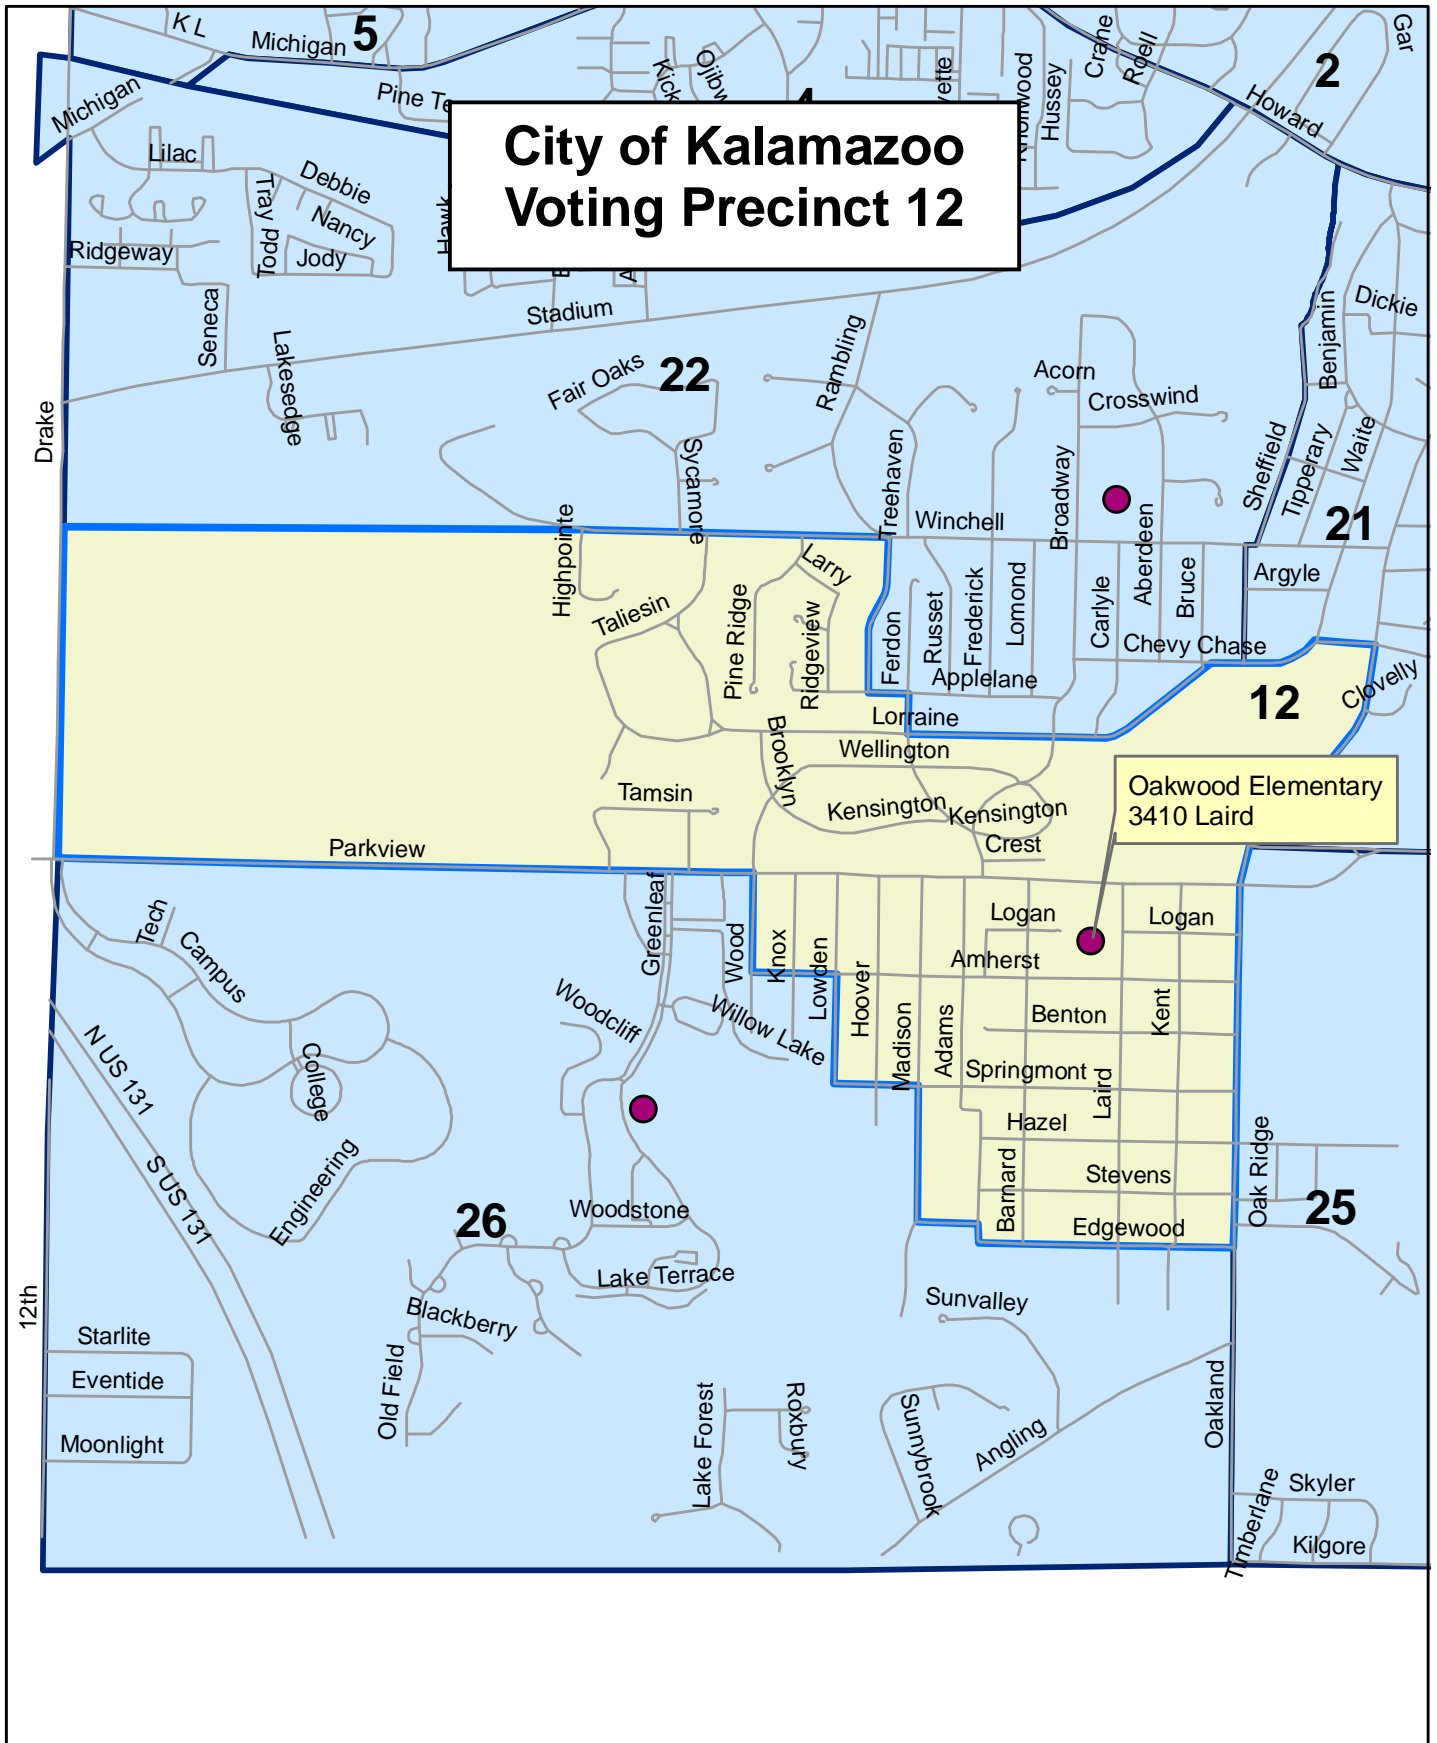 City of Kalamazoo
Voting Precinct 12
K L
Michigan
5
Crane
Roell
Gar
2
Michigan
Pine
Kick
Hussey
Howard
Lilac
Debbie
Tray
Todd
Nancy
Jody
Hawk
Ridgeway
Seneca
Lakesedge
Stadium
Fair Oaks
22
Rambling
Acorn
Crosswind
Benjamin
Dickie
Drake
Sycamore
Treehaven
Winchell
Broadway
Aberdeen
Sheffield
Tipperary
Waite
21
Highpointe
Taliesin
Larry
Pine Ridge
Ridgeview
Ferdon
Russet
Frederick
Lomond
Carlyle
Bruce
Argyle
Chevy Chase
Applelane
Lorraine
12
Clovelly
Brooklyn
Wellington
Tamsin
Kensington
Kensington
Crest
Oakwood Elementary
3410 Laird
Parkview
Tech
Campus
Greenleaf
Wood
Knox
Lowden
Hoover
Madison
Adams
Logan
Logan
Amherst
Woodcliff
Willow Lake
Benton
Kent
N US 131
College
Springmont
Laird
Hazel
S US 131
Engineering
26
Woodstone
Barnard
Stevens
Edgewood
Oak Ridge
25
12th
Lake Terrace
Blackberry
Sunvalley
Starlite
Eventide
Moonlight
Old Field
Lake Forest
Roxbury
Sunnybrook
Angling
Oakland
Timberlane
Skyler
Kilgore